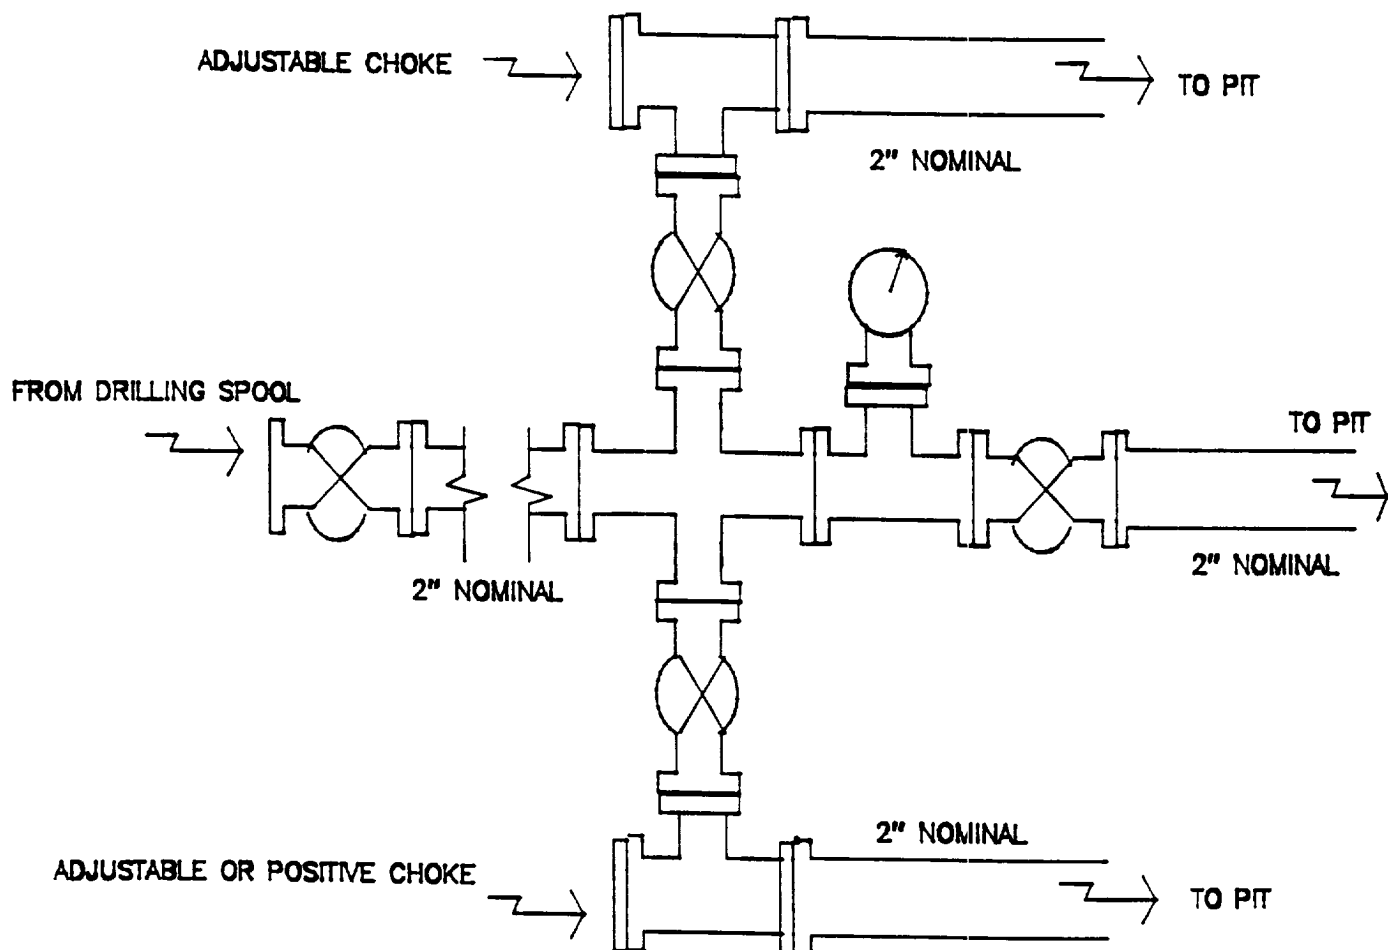 ADJUSTABLE CHOKE
TO PIT
2" NOMINAL
FROM DRILLING SPOOL
TO PIT
2" NOMINAL
2" NOMINAL
2" NOMINAL
ADJUSTABLE OR POSITIVE CHOKE
TO PIT